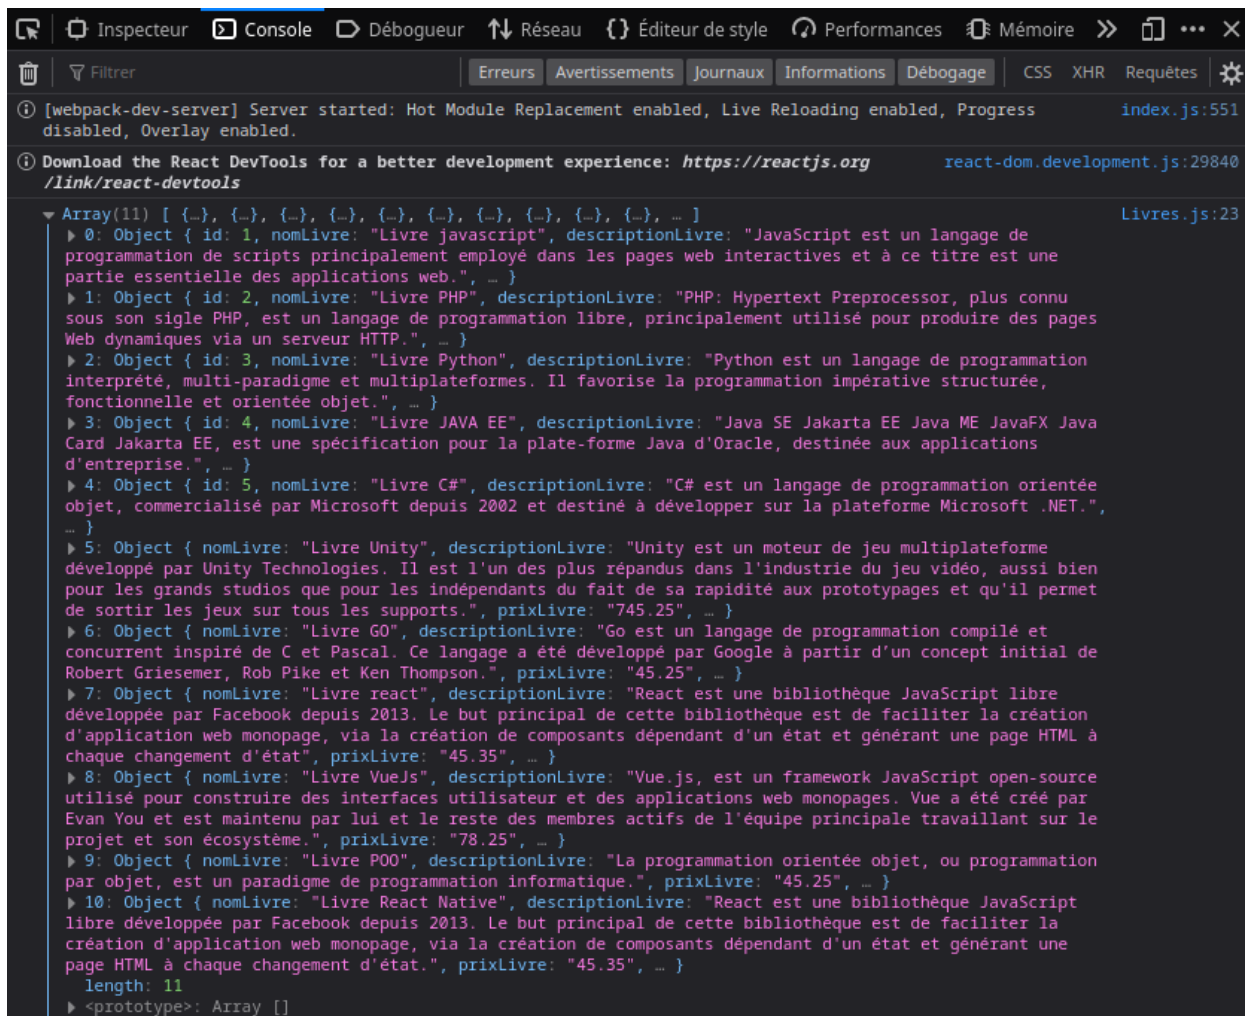 Inspecteur Console Débogueur Réseau {} Éditeur de style Performances Mémoire
Filtrer Erreurs Avertissements Journaux Informations Débogage CSS XHR Requêtes
[webpack-dev-server] Server started: Hot Module Replacement enabled, Live Reloading enabled, Progress index.js:551
disabled, Overlay enabled.
Download the React DevTools for a better development experience: https://reactjs.org react-dom.development.js:29840
/link/react-devtools
Array(11) [ {…}, {…}, {…}, {…}, {…}, {…}, {…}, {…}, {…}, {…}, … ] Livres.js:23
0: Object { id: 1, nomLivre: "Livre javascript", descriptionLivre: "JavaScript est un langage de
programmation de scripts principalement employé dans les pages web interactives et à ce titre est une
partie essentielle des applications web.", … }
1: Object { id: 2, nomLivre: "Livre PHP", descriptionLivre: "PHP: Hypertext Preprocessor, plus connu
sous son sigle PHP, est un langage de programmation libre, principalement utilisé pour produire des pages
Web dynamiques via un serveur HTTP.", … }
2: Object { id: 3, nomLivre: "Livre Python", descriptionLivre: "Python est un langage de programmation
interprété, multi-paradigme et multiplateformes. Il favorise la programmation impérative structurée,
fonctionnelle et orientée objet.", … }
3: Object { id: 4, nomLivre: "Livre JAVA EE", descriptionLivre: "Java SE Jakarta EE Java ME JavaFX Java
Card Jakarta EE, est une spécification pour la plate-forme Java d'Oracle, destinée aux applications
d'entreprise.", … }
4: Object { id: 5, nomLivre: "Livre C#", descriptionLivre: "C# est un langage de programmation orientée
objet, commercialisé par Microsoft depuis 2002 et destiné à développer sur la plateforme Microsoft .NET.",
… }
5: Object { nomLivre: "Livre Unity", descriptionLivre: "Unity est un moteur de jeu multiplateforme
développé par Unity Technologies. Il est l'un des plus répandus dans l'industrie du jeu vidéo, aussi bien
pour les grands studios que pour les indépendants du fait de sa rapidité aux prototypages et qu'il permet
de sortir les jeux sur tous les supports.", prixLivre: "745.25", … }
6: Object { nomLivre: "Livre GO", descriptionLivre: "Go est un langage de programmation compilé et
concurrent inspiré de C et Pascal. Ce langage a été développé par Google à partir d’un concept initial de
Robert Griesemer, Rob Pike et Ken Thompson.", prixLivre: "45.25", … }
7: Object { nomLivre: "Livre react", descriptionLivre: "React est une bibliothèque JavaScript libre
développée par Facebook depuis 2013. Le but principal de cette bibliothèque est de faciliter la création
d'application web monopage, via la création de composants dépendant d'un état et générant une page HTML à
chaque changement d'état", prixLivre: "45.35", … }
8: Object { nomLivre: "Livre VueJs", descriptionLivre: "Vue.js, est un framework JavaScript open-source
utilisé pour construire des interfaces utilisateur et des applications web monopages. Vue a été créé par
Evan You et est maintenu par lui et le reste des membres actifs de l'équipe principale travaillant sur le
projet et son écosystème.", prixLivre: "78.25", … }
9: Object { nomLivre: "Livre POO", descriptionLivre: "La programmation orientée objet, ou programmation
par objet, est un paradigme de programmation informatique.", prixLivre: "45.25", … }
10: Object { nomLivre: "Livre React Native", descriptionLivre: "React est une bibliothèque JavaScript
libre développée par Facebook depuis 2013. Le but principal de cette bibliothèque est de faciliter la
création d'application web monopage, via la création de composants dépendant d'un état et générant une
page HTML à chaque changement d'état.", prixLivre: "45.35", … }
length: 11
<prototype>: Array []